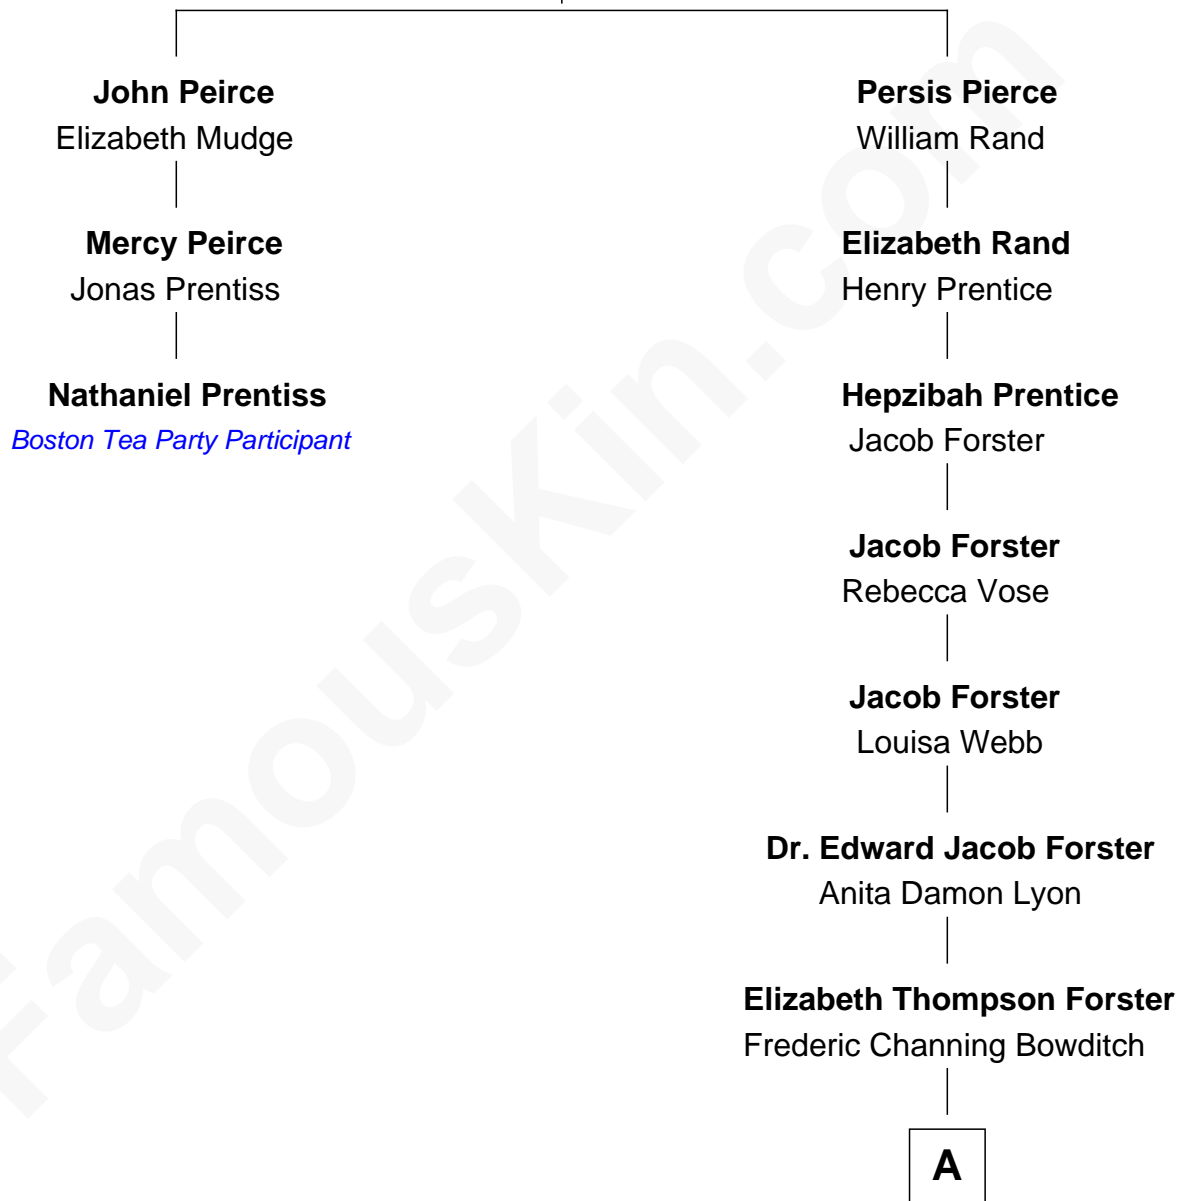 John Peirce
Elizabeth Mudge
Mercy Peirce
Jonas Prentiss
Nathaniel Prentiss
Boston Tea Party Participant
Persis Pierce
William Rand
Elizabeth Rand
Henry Prentice
Hepzibah Prentice
Jacob Forster
Jacob Forster
Rebecca Vose
Jacob Forster
Louisa Webb
Dr. Edward Jacob Forster
Anita Damon Lyon
Elizabeth Thompson Forster
Frederic Channing Bowditch
A
FamousKin.com